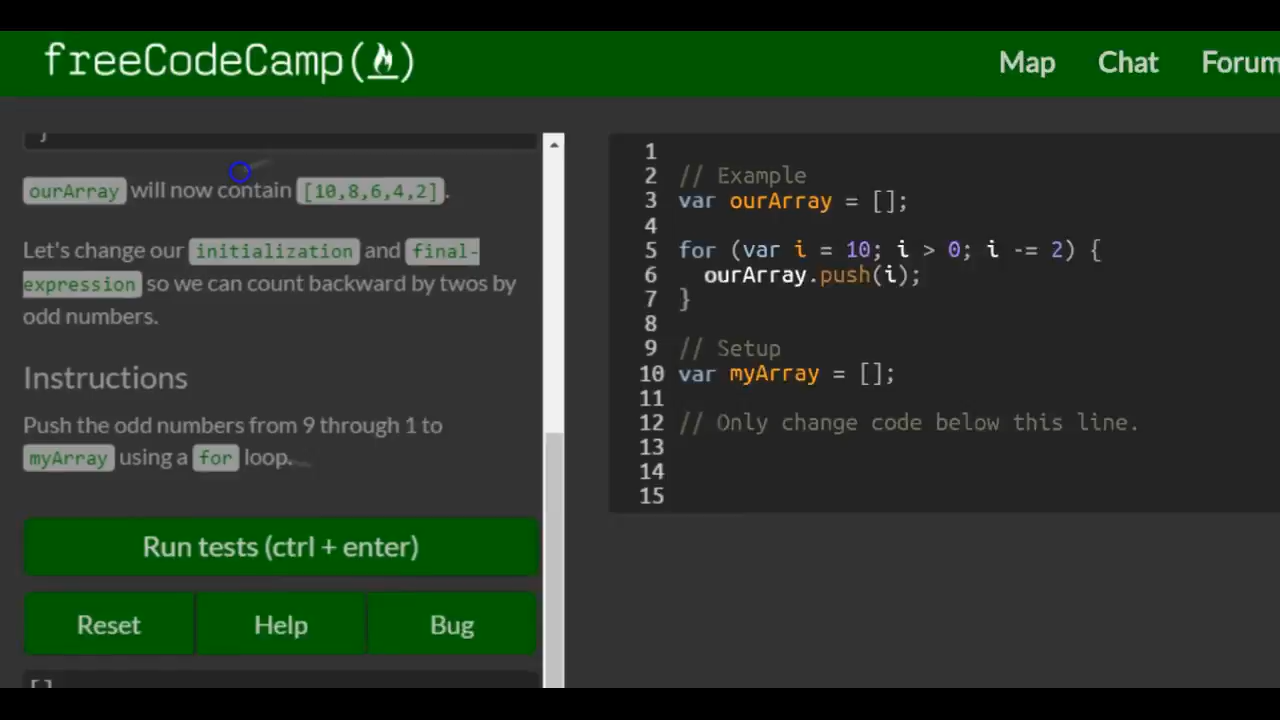 freeCodeCamp(🔥)
Map Chat Forum
}
ourArray will now contain [10,8,6,4,2].
Let's change our initialization and final-
expression so we can count backward by twos by
odd numbers.
Instructions
Push the odd numbers from 9 through 1 to
myArray using a for loop.
Run tests (ctrl + enter)
Reset Help Bug
[]
1
2 // Example
3 var ourArray = [];
4
5 for (var i = 10; i > 0; i -= 2) {
6 ourArray.push(i);
7 }
8
9 // Setup
10 var myArray = [];
11
12 // Only change code below this line.
13
14
15